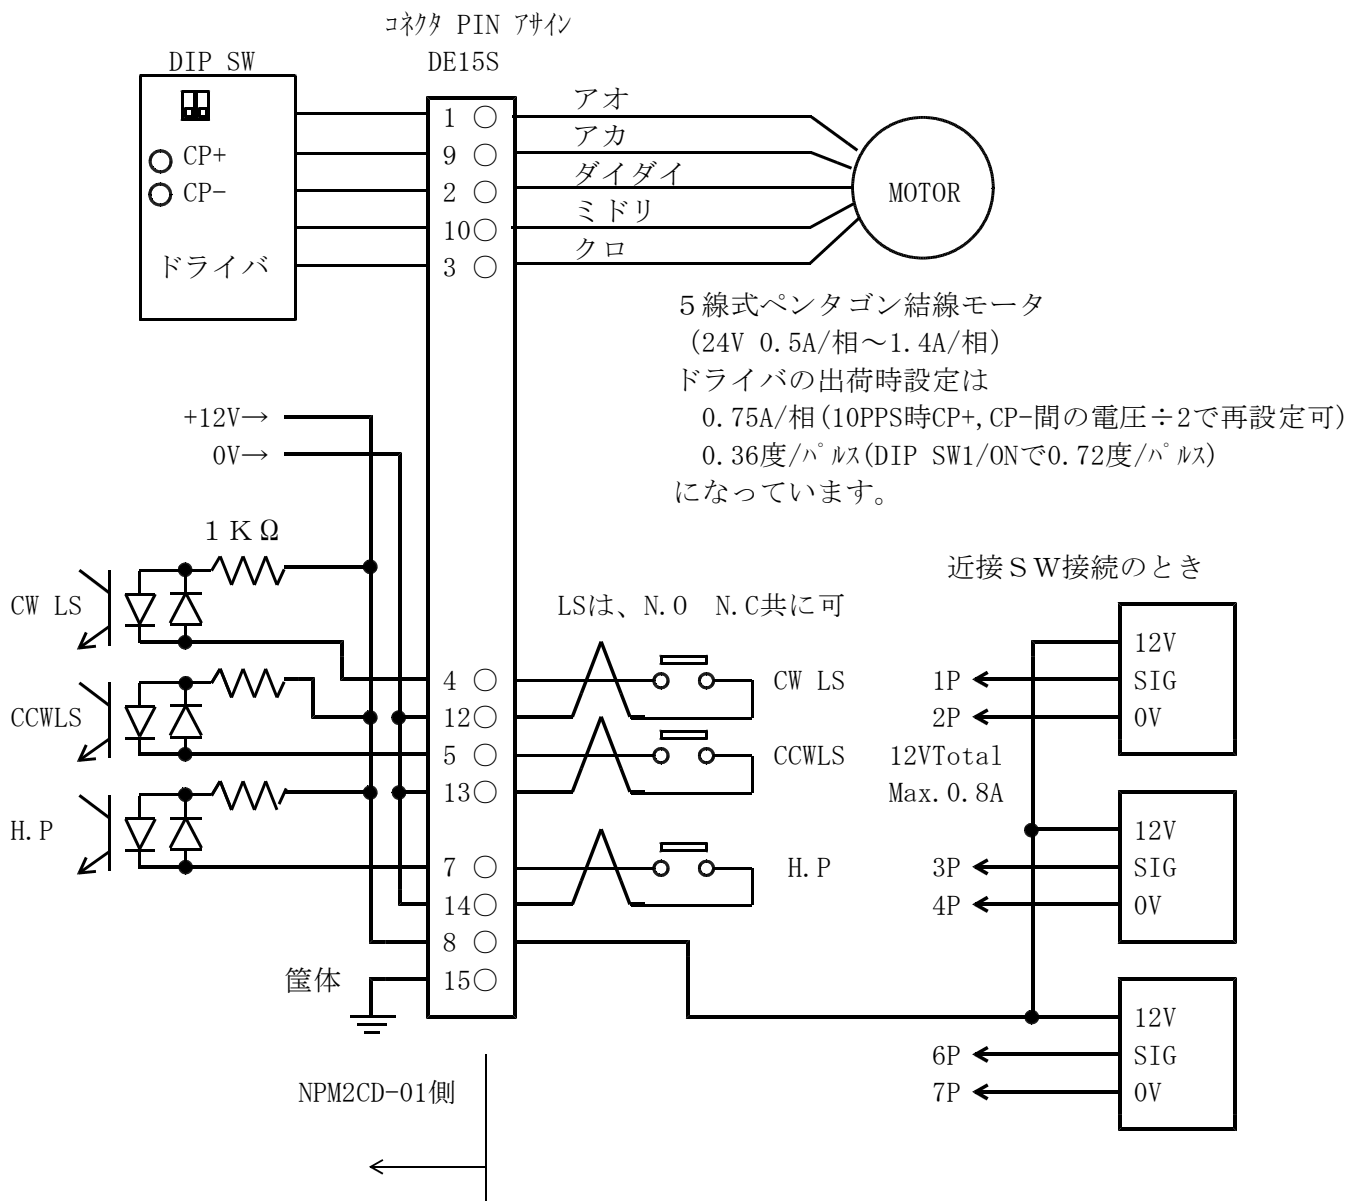 コネクタ PIN アサイン
DIP SW
DE15S
CP+
CP-
ドライバ
1
9
2
10
3
アオ
アカ
ダイダイ
ミドリ
クロ
MOTOR
５線式ペンタゴン結線モータ
(24V 0.5A/相～1.4A/相)
ドライバの出荷時設定は
0.75A/相(10PPS時CP+,CP-間の電圧÷2で再設定可)
0.36度/パルス(DIP SW1/ONで0.72度/パルス)
になっています。
+12V→
0V→
１ＫΩ
CW LS
CCWLS
H.P
4
12
5
13
7
14
8
15
筐体
LSは、N.O　N.C共に可
CW LS
CCWLS
H.P
近接ＳＷ接続のとき
12V
1P SIG
2P 0V
12VTotal
Max.0.8A
12V
3P SIG
4P 0V
12V
6P SIG
7P 0V
NPM2CD-01側